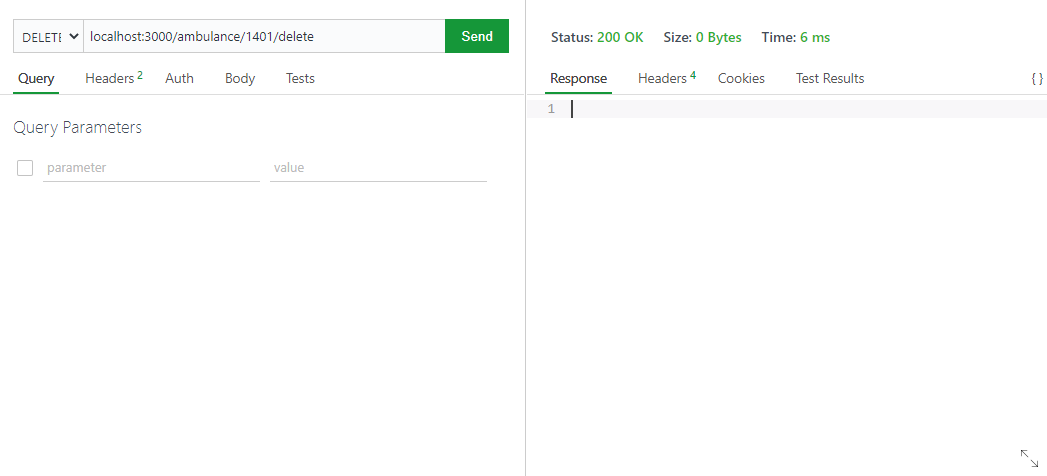 DELETE localhost:3000/ambulance/1401/delete Send
Query Headers 2 Auth Body Tests
Query Parameters
parameter value
Status: 200 OK Size: 0 Bytes Time: 6 ms
Response Headers 4 Cookies Test Results {}
1